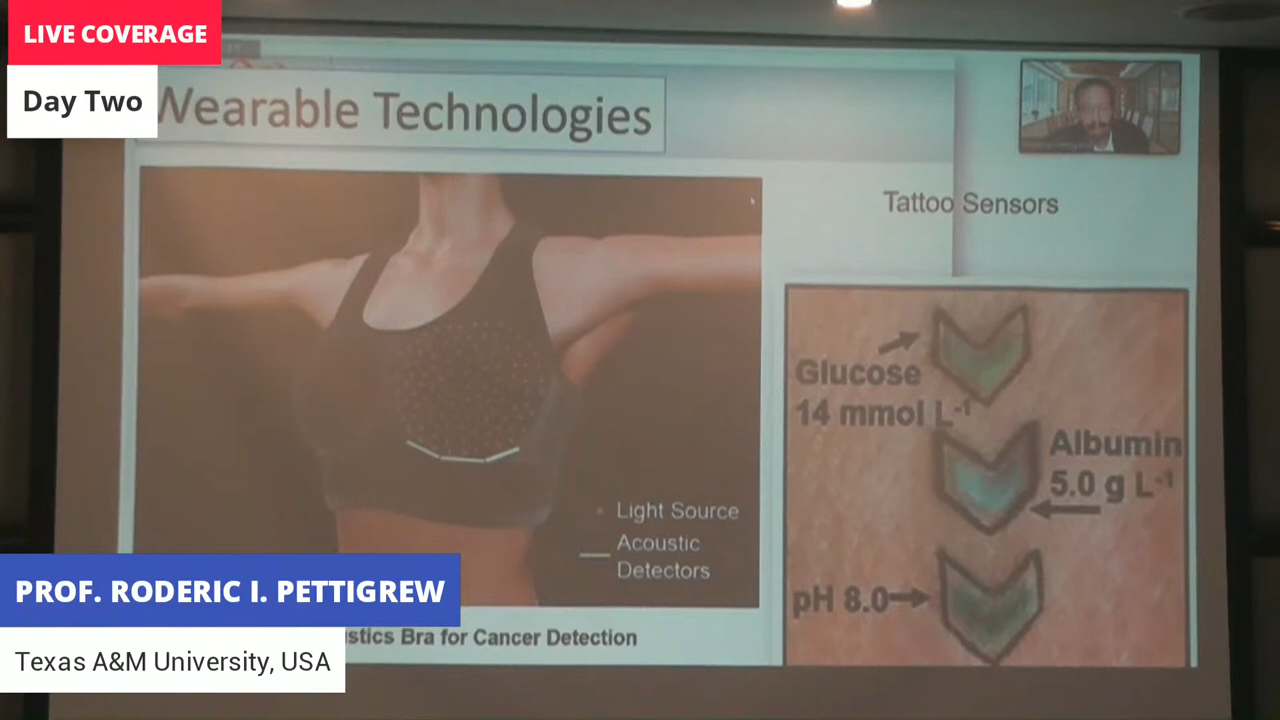 LIVE COVERAGE
Day Two
Wearable Technologies
Tattoo Sensors
Glucose
14 mmol L⁻¹
Albumin
5.0 g L⁻¹
pH 8.0
Light Source
Acoustic
Detectors
stics Bra for Cancer Detection
PROF. RODERIC I. PETTIGREW
Texas A&M University, USA